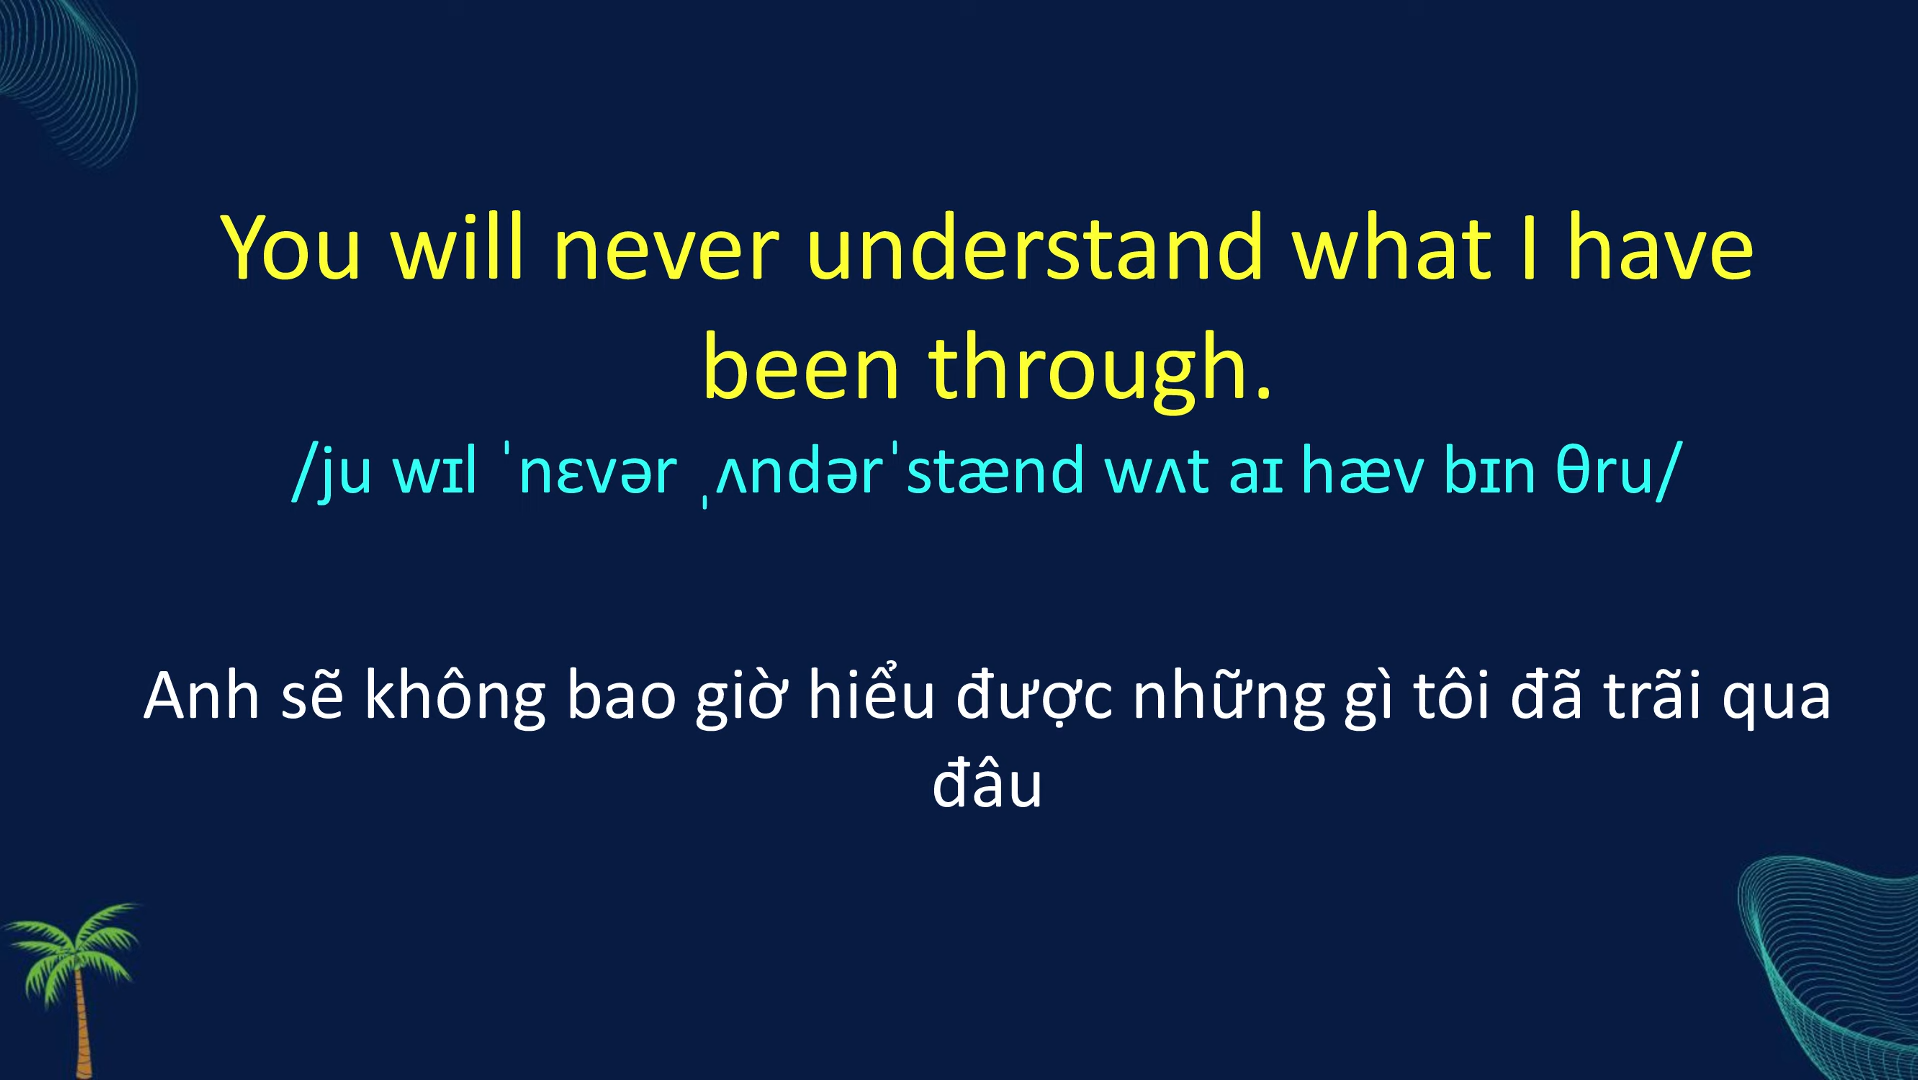 You will never understand what I have
been through.
/ju wɪl ˈnɛvər ˌʌndərˈstænd wʌt aɪ hæv bɪn θru/
Anh sẽ không bao giờ hiểu được những gì tôi đã trãi qua
đâu